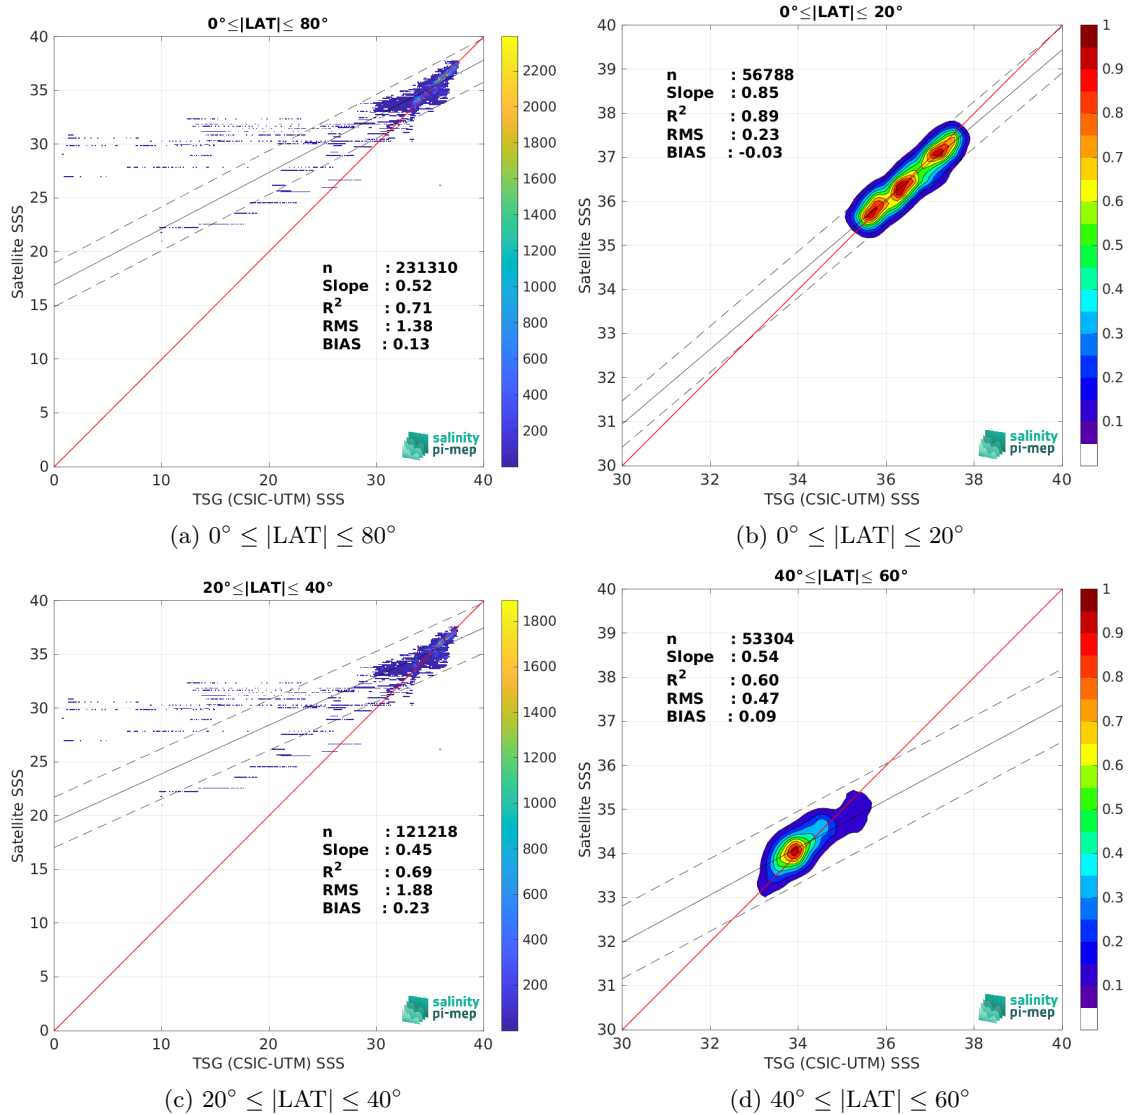 0°≤|LAT|≤ 80°
40
35
30
25
20
15
10
5
0
Satellite SSS
n : 231310
Slope : 0.52
R² : 0.71
RMS : 1.38
BIAS : 0.13
salinity
pi-mep
0 10 20 30 40
TSG (CSIC-UTM) SSS
2200
2000
1800
1600
1400
1200
1000
800
600
400
200
(a) 0° ≤ |LAT| ≤ 80°
0°≤|LAT|≤ 20°
40
39
38
37
36
35
34
33
32
31
30
Satellite SSS
n : 56788
Slope : 0.85
R² : 0.89
RMS : 0.23
BIAS : -0.03
salinity
pi-mep
30 32 34 36 38 40
TSG (CSIC-UTM) SSS
1
0.9
0.8
0.7
0.6
0.5
0.4
0.3
0.2
0.1
(b) 0° ≤ |LAT| ≤ 20°
20°≤|LAT|≤ 40°
40
35
30
25
20
15
10
5
0
Satellite SSS
n : 121218
Slope : 0.45
R² : 0.69
RMS : 1.88
BIAS : 0.23
salinity
pi-mep
0 10 20 30 40
TSG (CSIC-UTM) SSS
1800
1600
1400
1200
1000
800
600
400
200
(c) 20° ≤ |LAT| ≤ 40°
40°≤|LAT|≤ 60°
40
39
38
37
36
35
34
33
32
31
30
Satellite SSS
n : 53304
Slope : 0.54
R² : 0.60
RMS : 0.47
BIAS : 0.09
salinity
pi-mep
30 32 34 36 38 40
TSG (CSIC-UTM) SSS
1
0.9
0.8
0.7
0.6
0.5
0.4
0.3
0.2
0.1
(d) 40° ≤ |LAT| ≤ 60°